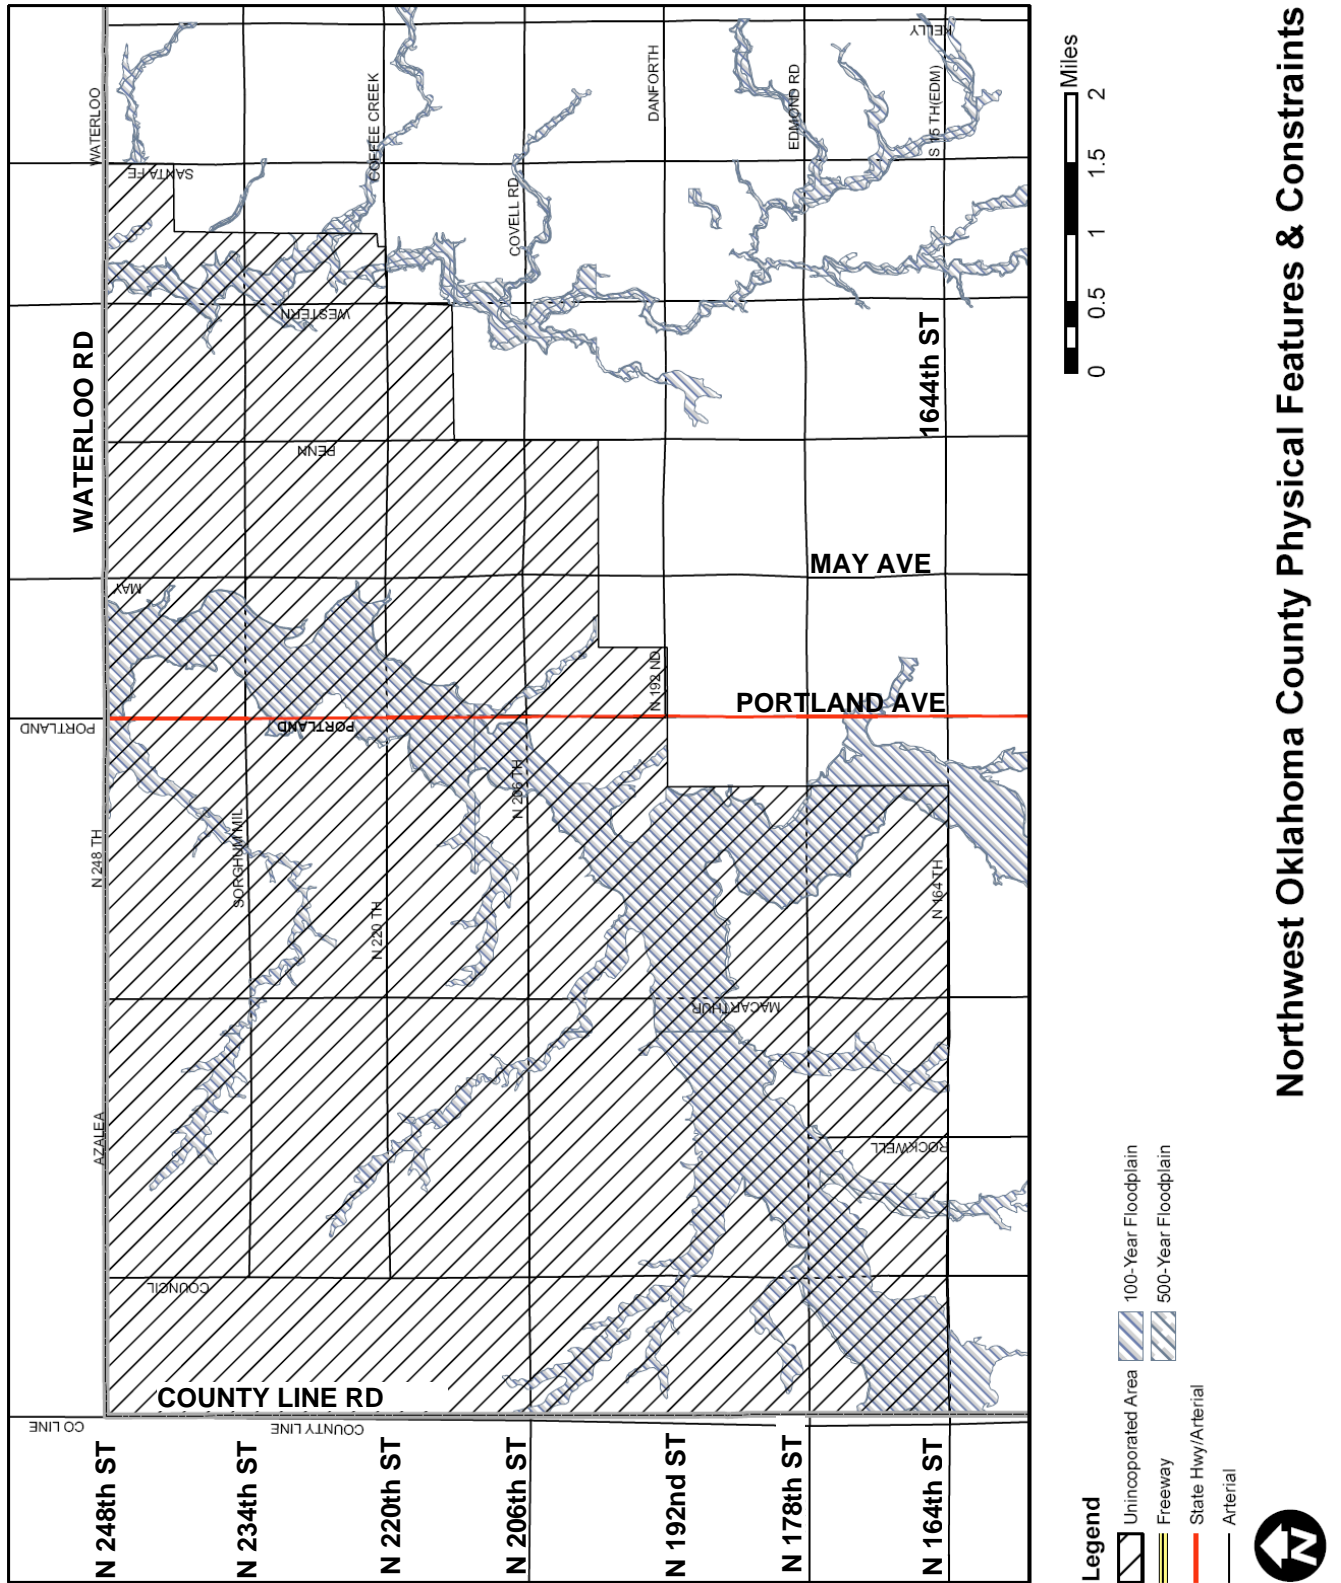 Northwest Oklahoma County Physical Features & Constraints
WATERLOO RD
COUNTY LINE RD
PORTLAND AVE
MAY AVE
1644th ST
N 248th ST
N 234th ST
N 220th ST
N 206th ST
N 192nd ST
N 178th ST
N 164th ST
CO LINE
COUNTY LINE
AZALEA
N 248 TH
PORTLAND
WATERLOO
COUNCIL
MAY
SANTA FE
SORGHUM MIL
PORTLAND
PENN
WESTERN
N 220 TH
COFFEE CREEK
N 206 TH
COVELL RD
N 192 ND
DANFORTH
MACARTHUR
EDMOND RD
ROCKWELL
N 164 TH
S 15 TH(EDM)
KELLY
Legend
Unincoporated Area
Freeway
State Hwy/Arterial
Arterial
100-Year Floodplain
500-Year Floodplain
0 0.5 1 1.5 2
Miles
N